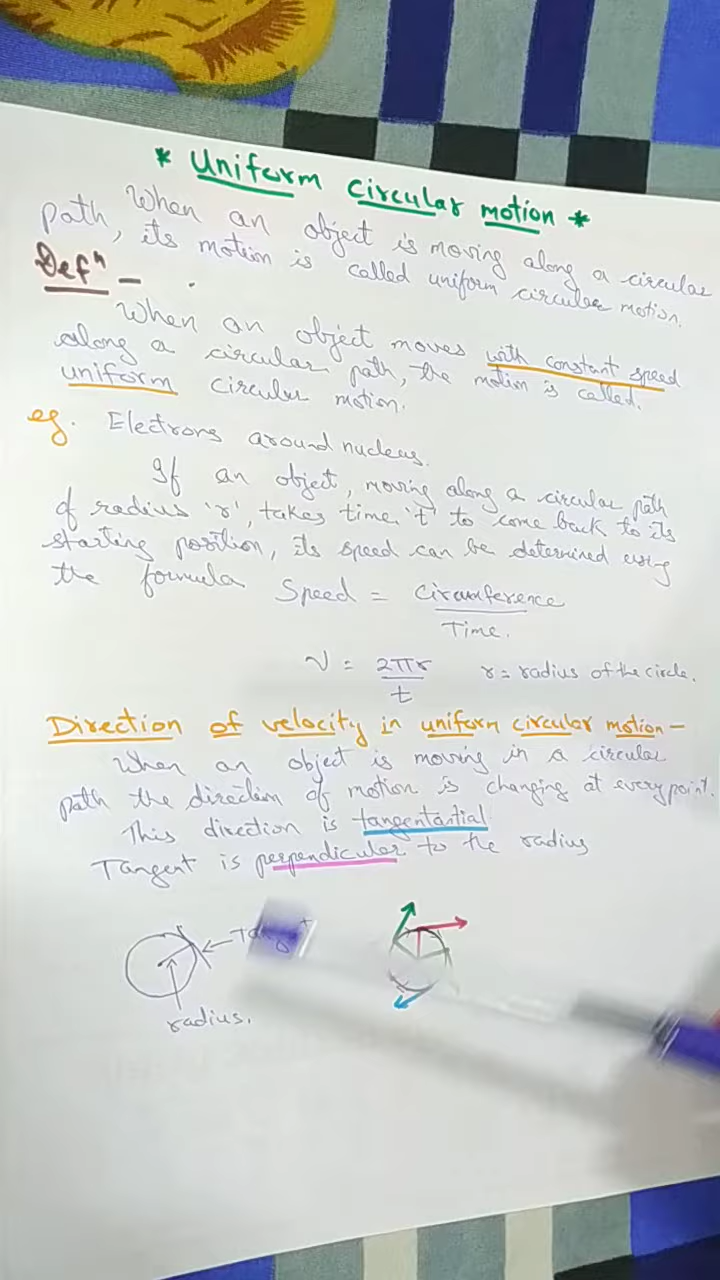 * Uniform circular motion *
When an object is moving along a circular
path, its motion is called uniform circular motion.
Defⁿ -
When an object moves with constant speed
along a circular path, the motion is called
uniform circular motion.
eg. Electrons around nucleus.
If an object, moving along a circular path
of radius 'r', takes time 't' to come back to its
starting position, its speed can be determined using
the formula Speed = Circumference / Time.
V = 2πr / t r = radius of the circle.
Direction of velocity in uniform circular motion -
When an object is moving in a circular
path the direction of motion is changing at every point.
This direction is tangentantial
Tangent is perpendicular to the radius
radius.